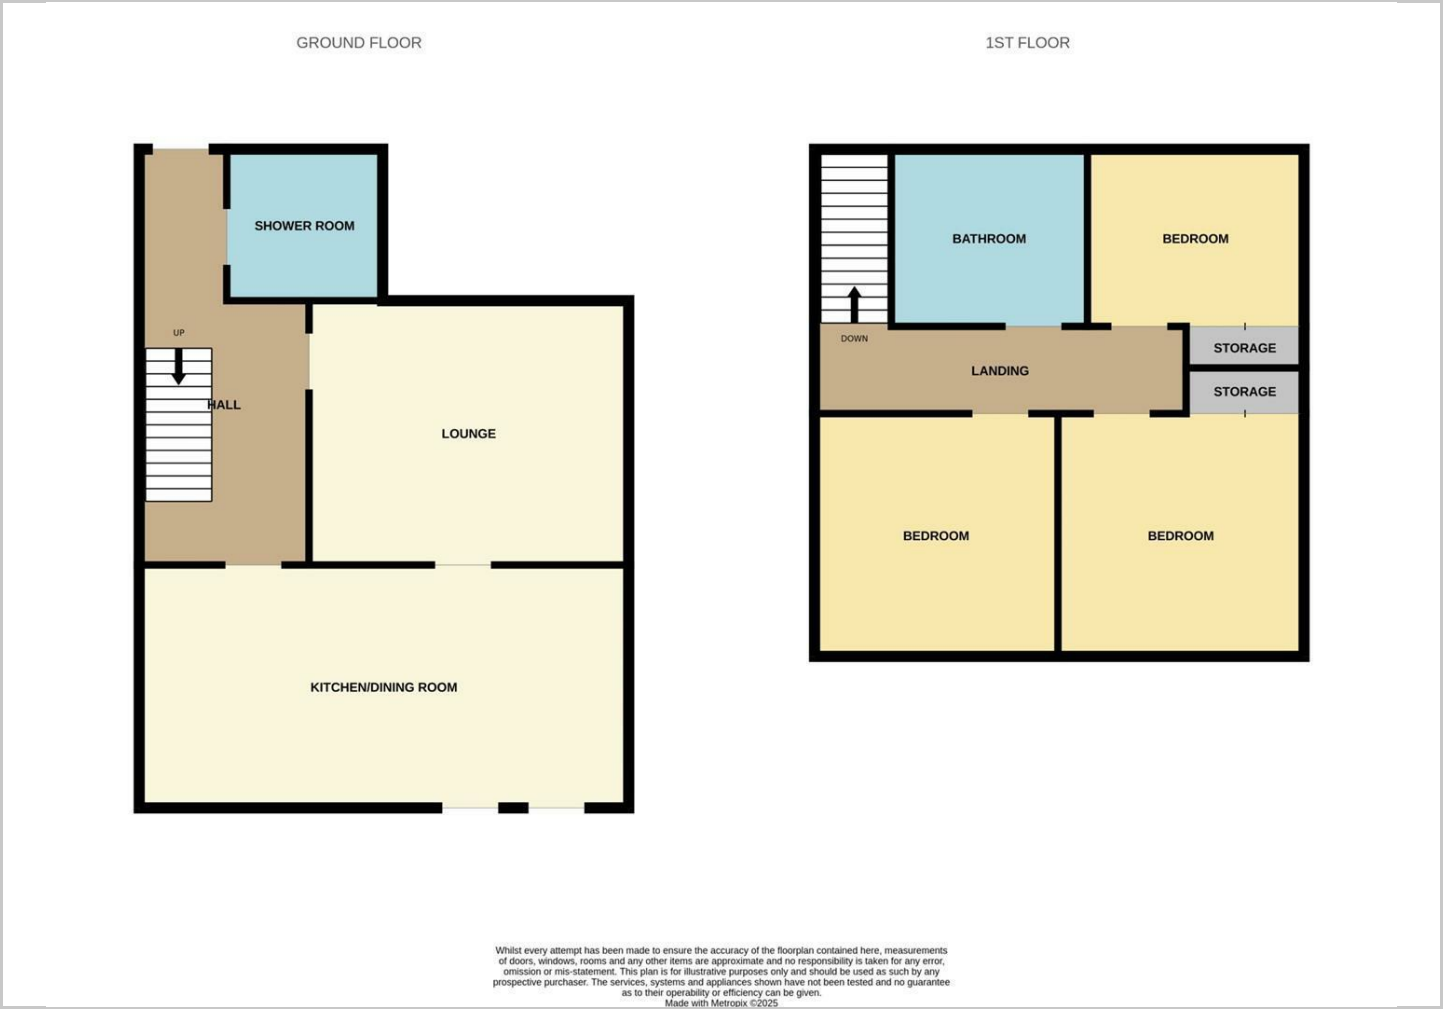 GROUND FLOOR
1ST FLOOR
SHOWER ROOM
UP
HALL
LOUNGE
KITCHEN/DINING ROOM
BATHROOM
BEDROOM
DOWN
LANDING
STORAGE
STORAGE
BEDROOM
BEDROOM
Whilst every attempt has been made to ensure the accuracy of the floorplan contained here, measurements
of doors, windows, rooms and any other items are approximate and no responsibility is taken for any error,
omission or mis-statement. This plan is for illustrative purposes only and should be used as such by any
prospective purchaser. The services, systems and appliances shown have not been tested and no guarantee
as to their operability or efficiency can be given.
Made with Metropix ©2025